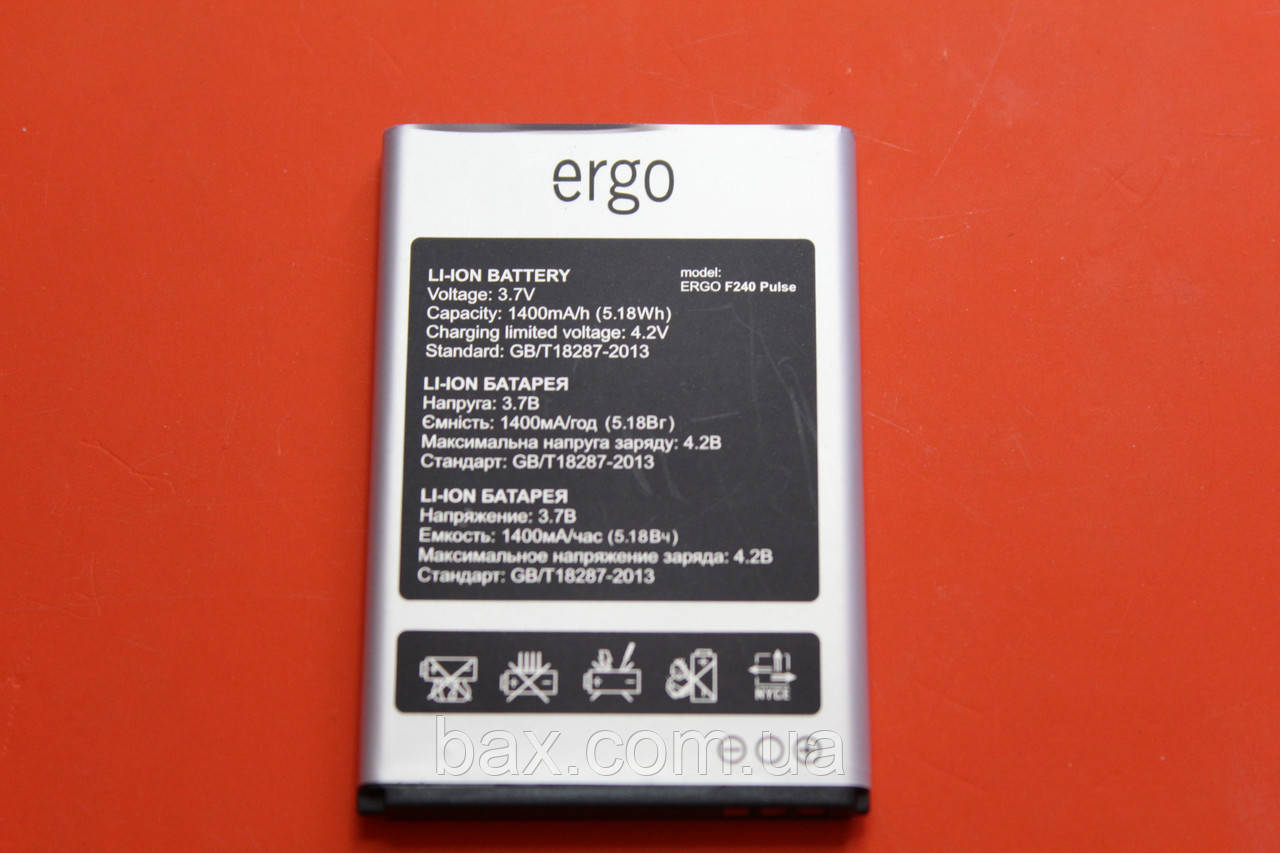 ergo
LI-ION BATTERY
model:
Voltage: 3.7V
ERGO F240 Pulse
Capacity: 1400mA/h (5.18Wh)
Charging limited voltage: 4.2V
Standard: GB/T18287-2013
LI-ION БАТАРЕЯ
Напруга: 3.7В
Ємність: 1400мА/год (5.18Вг)
Максимальна напруга заряду: 4.2В
Стандарт: GB/T18287-2013
LI-ION БАТАРЕЯ
Напряжение: 3.7В
Емкость: 1400мА/час (5.18Вч)
Максимальное напряжение заряда: 4.2В
Стандарт: GB/T18287-2013
bax.com.ua